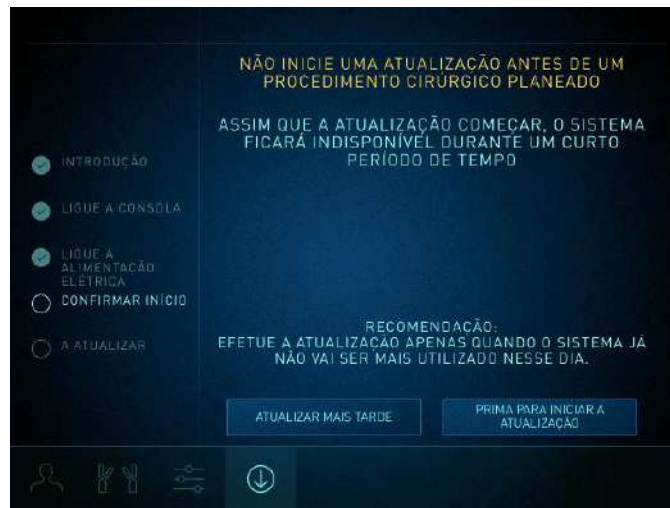 NÃO INICIE UMA ATUALIZAÇÃO ANTES DE UM
PROCEDIMENTO CIRÚRGICO PLANEADO
ASSIM QUE A ATUALIZAÇÃO COMEÇAR, O SISTEMA
FICARÁ INDISPONÍVEL DURANTE UM CURTO
PERÍODO DE TEMPO
INTRODUÇÃO
LIGUE A CONSOLA
LIGUE A
ALIMENTAÇÃO
ELÉTRICA
CONFIRMAR INÍCIO
A ATUALIZAR
RECOMENDAÇÃO:
EFETUE A ATUALIZAÇÃO APENAS QUANDO O SISTEMA JÁ
NÃO VAI SER MAIS UTILIZADO NESSE DIA.
ATUALIZAR MAIS TARDE
PRIMA PARA INICIAR A
ATUALIZAÇÃO